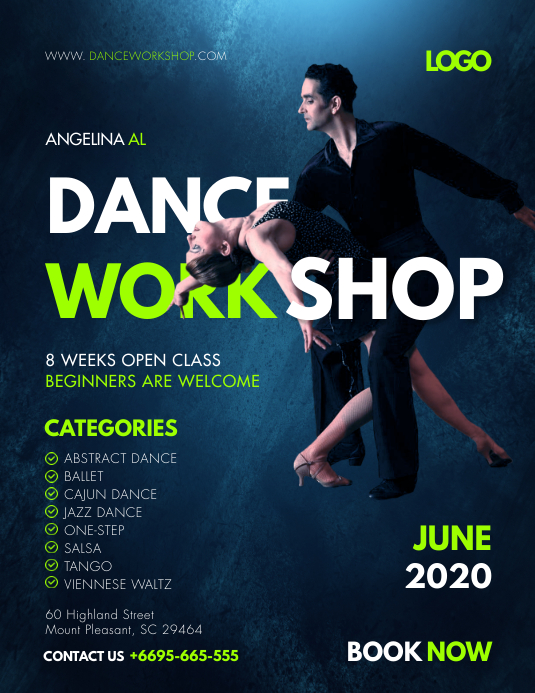 WWW. DANCEWORKSHOP.COM
LOGO
ANGELINA AL
DANCE
WORKSHOP
8 WEEKS OPEN CLASS
BEGINNERS ARE WELCOME
CATEGORIES
ABSTRACT DANCE
BALLET
CAJUN DANCE
JAZZ DANCE
ONE-STEP
SALSA
TANGO
VIENNESE WALTZ
JUNE
2020
60 Highland Street
Mount Pleasant, SC 29464
CONTACT US +6695-665-555
BOOK NOW